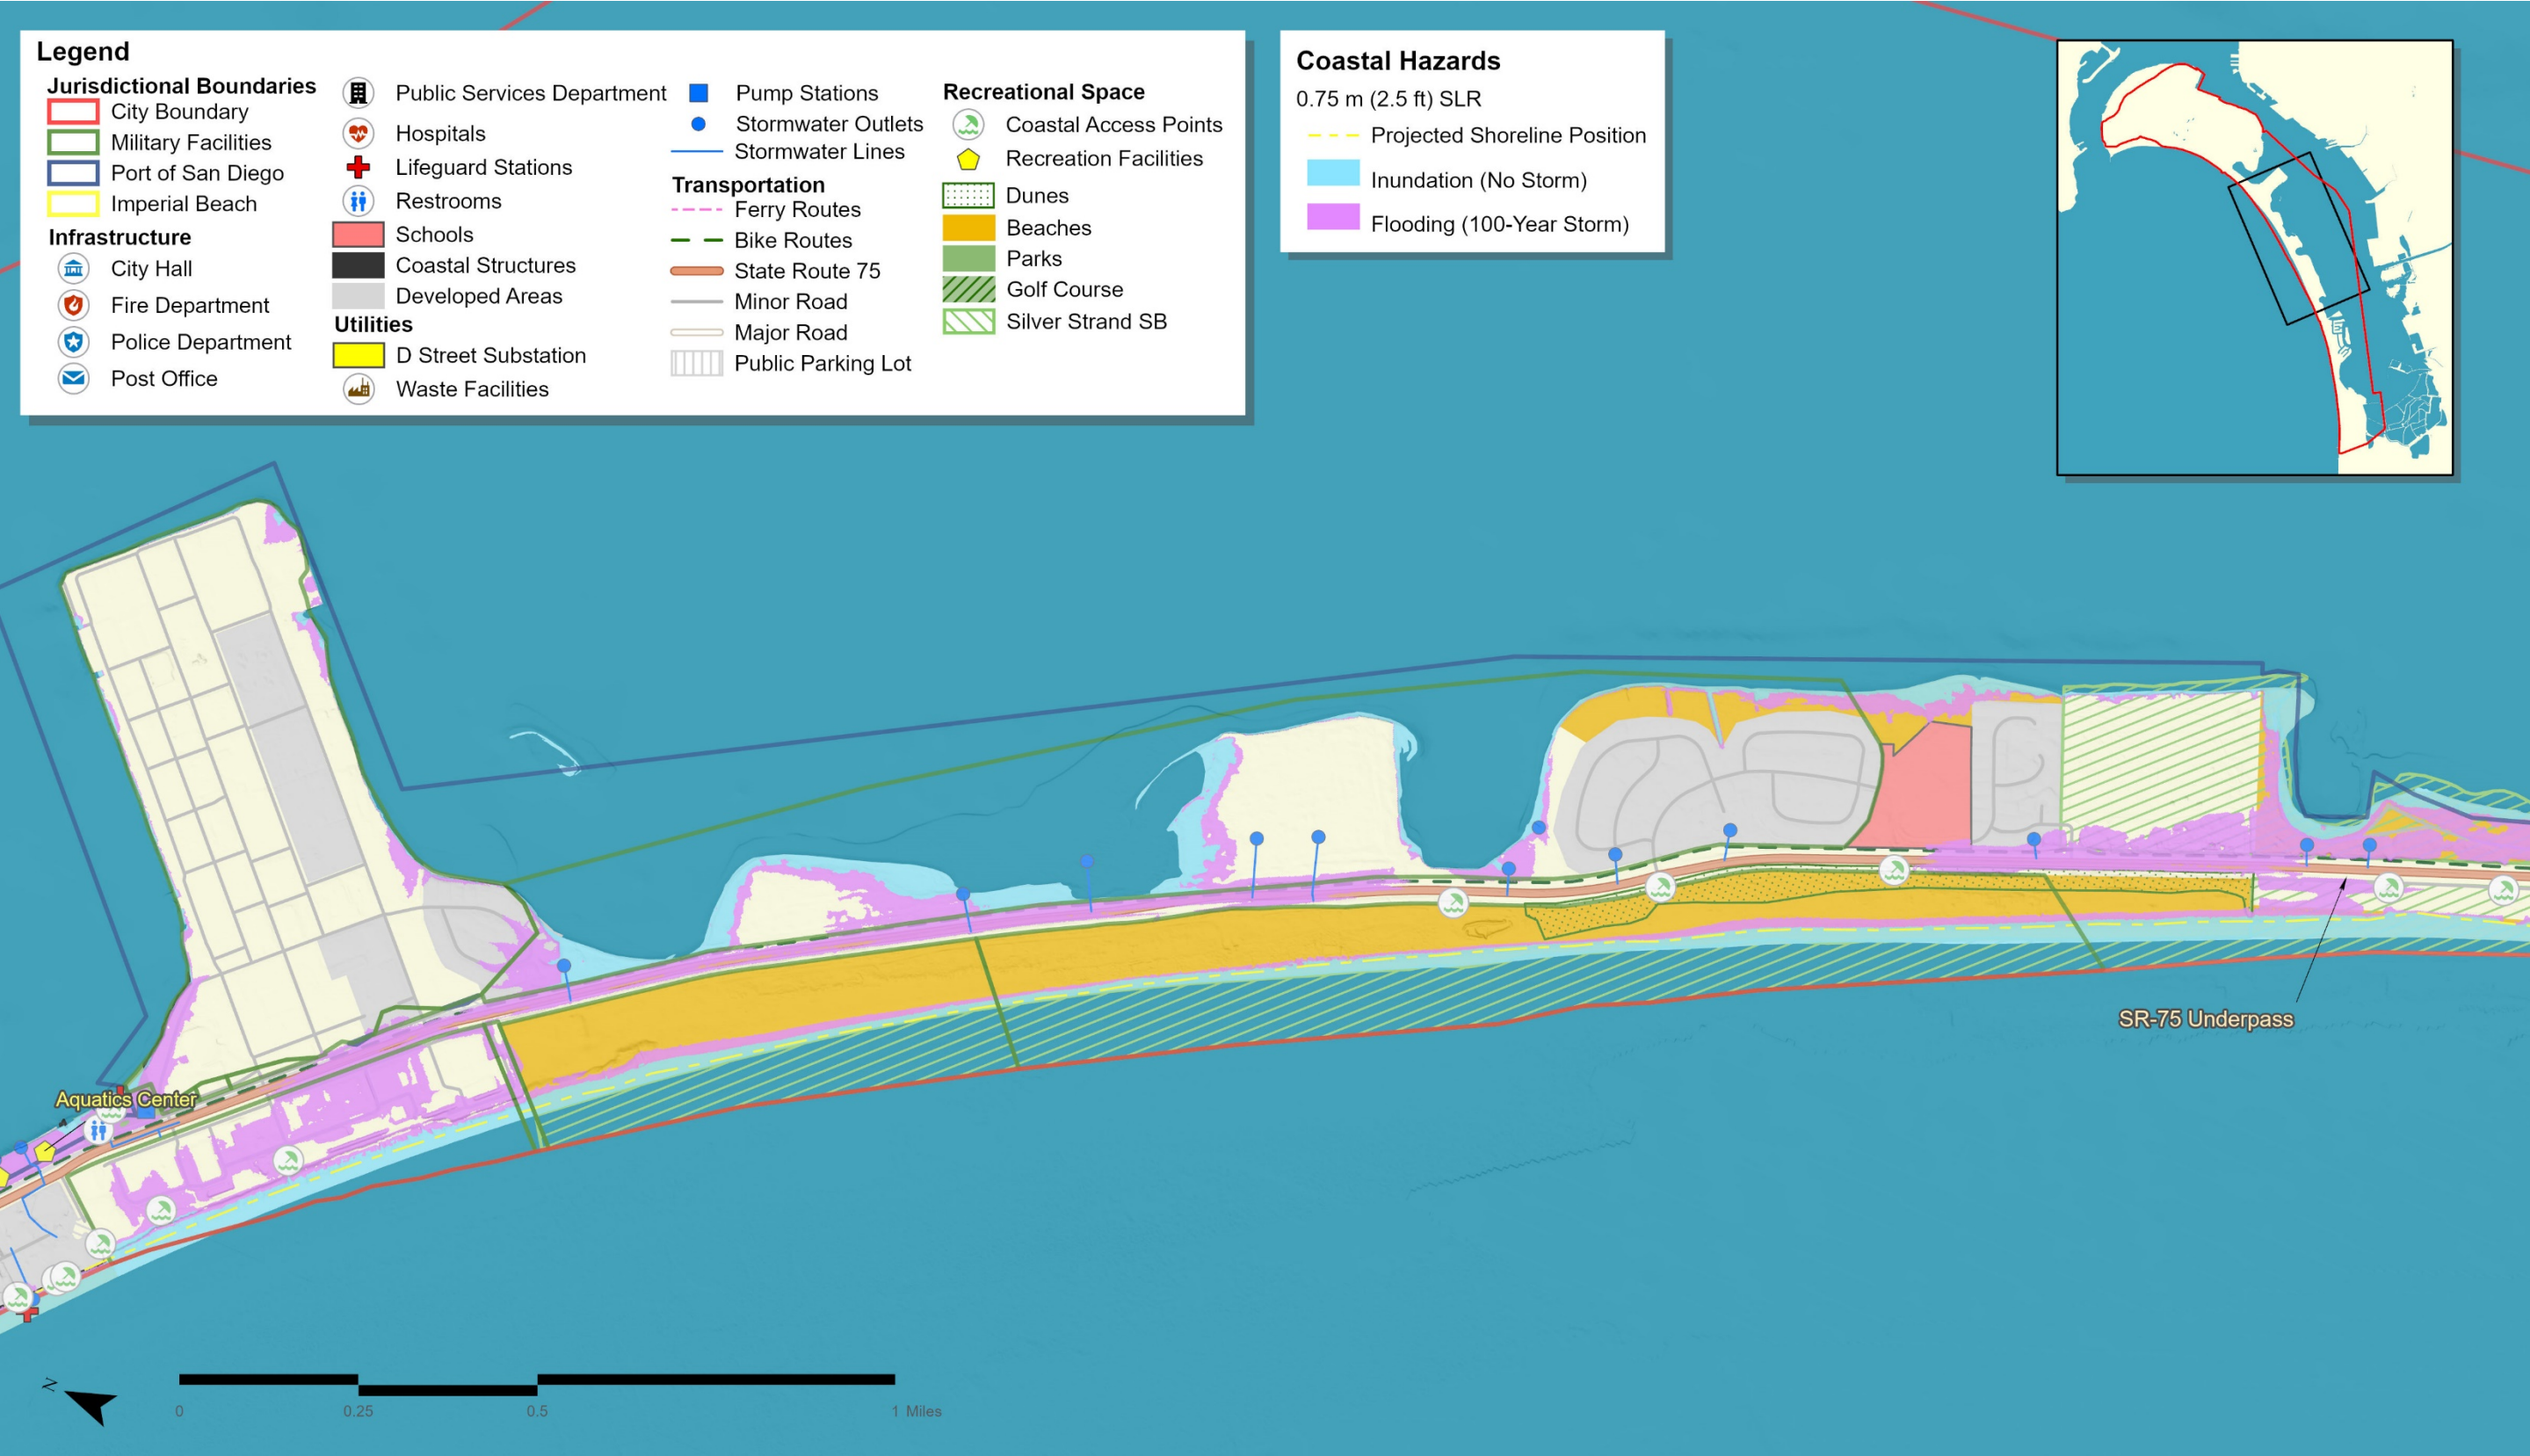 Legend
Jurisdictional Boundaries
City Boundary
Military Facilities
Port of San Diego
Imperial Beach
Infrastructure
City Hall
Fire Department
Police Department
Post Office
Public Services Department
Hospitals
Lifeguard Stations
Restrooms
Schools
Coastal Structures
Developed Areas
Utilities
D Street Substation
Waste Facilities
Pump Stations
Stormwater Outlets
Stormwater Lines
Transportation
Ferry Routes
Bike Routes
State Route 75
Minor Road
Major Road
Public Parking Lot
Recreational Space
Coastal Access Points
Recreation Facilities
Dunes
Beaches
Parks
Golf Course
Silver Strand SB
Coastal Hazards
0.75 m (2.5 ft) SLR
Projected Shoreline Position
Inundation (No Storm)
Flooding (100-Year Storm)
SR-75 Underpass
Aquatics Center
N
0 0.25 0.5 1 Miles